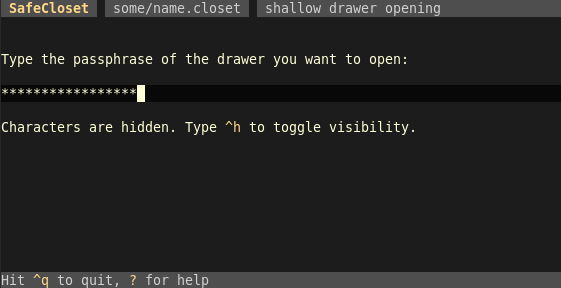 SafeCloset some/name.closet shallow drawer opening
Type the passphrase of the drawer you want to open:
*****************
Characters are hidden. Type ^h to toggle visibility.
Hit ^q to quit, ? for help